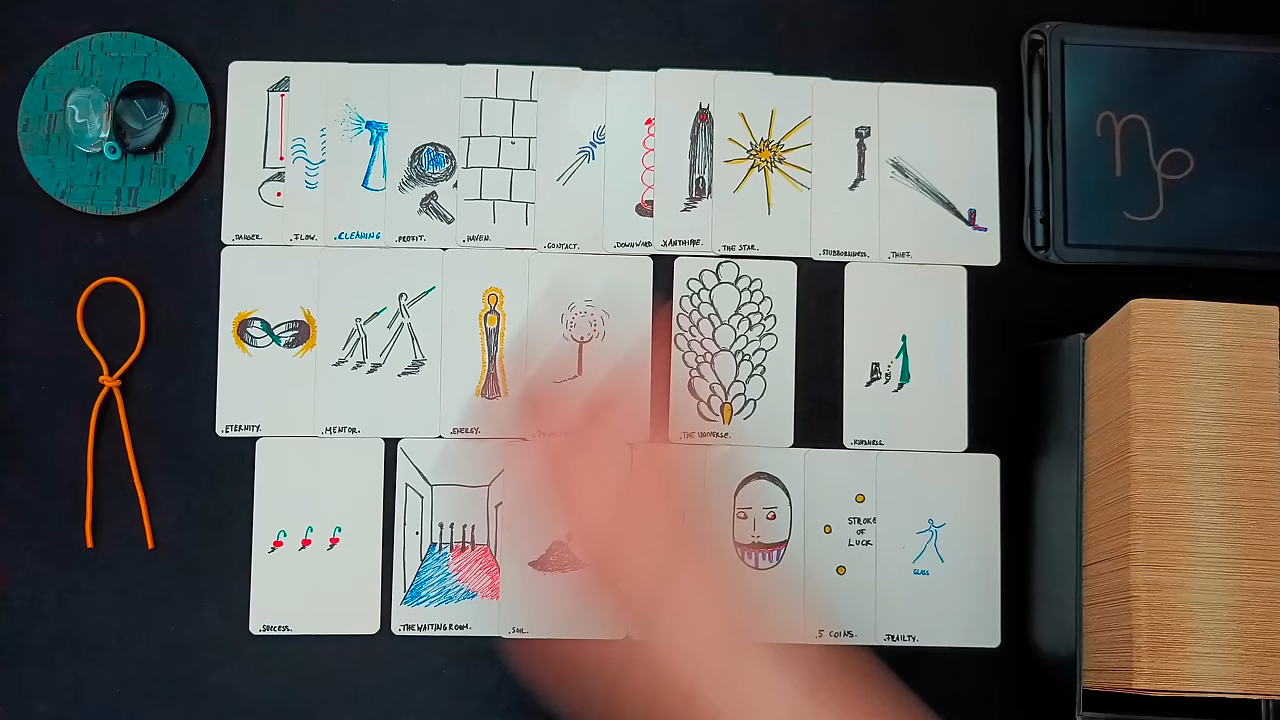 .DANGER.
.FLOW.
.CLEANING
.PROFIT.
.HAVEN.
.CONTACT.
.DOWNWARD
.XANTHIPPE.
.THE STAR.
.STUBBORNNESS.
.THIEF.
.ETERNITY.
.MENTOR.
.ENERGY.
.THE UNIVERSE.
.KINDNESS.
STROKE
OF
LUCK
GLASS
.SUCCESS.
.THE WAITING ROOM.
.SOIL.
.5 COINS.
.FRAILTY.